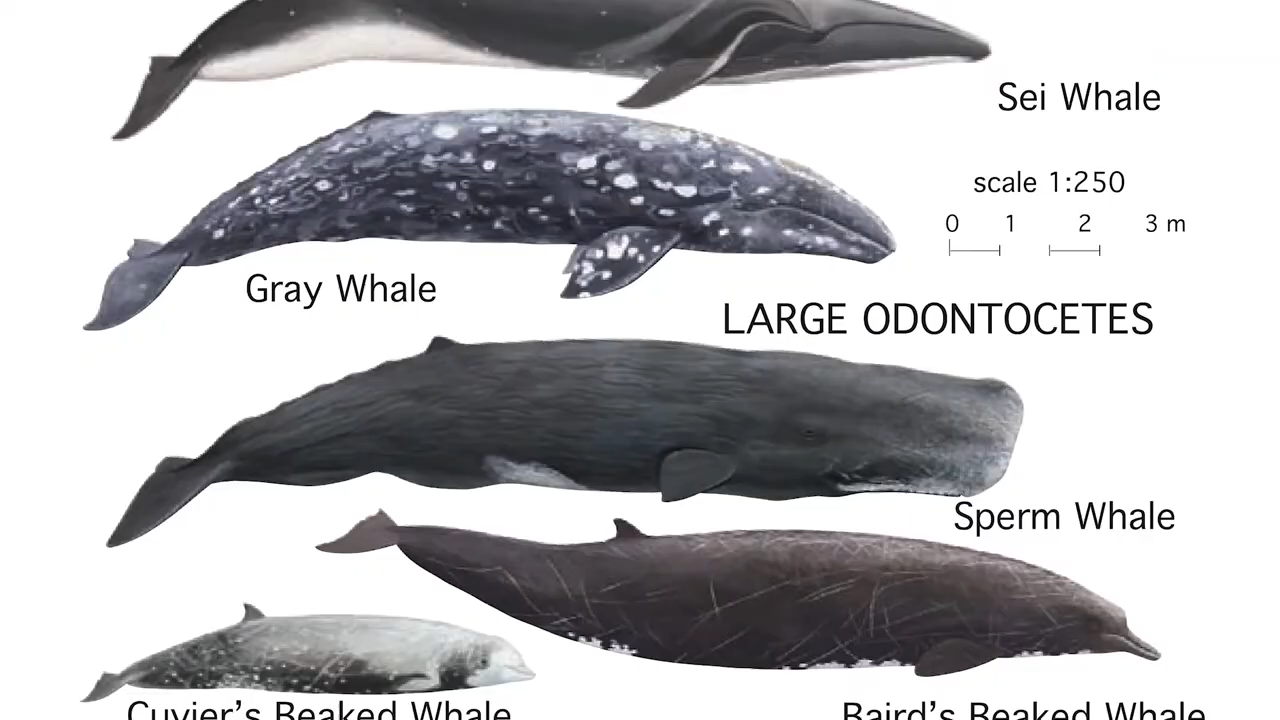 Sei Whale
scale 1:250
0 1 2 3 m
Gray Whale
LARGE ODONTOCETES
Sperm Whale
Cuvier's Beaked Whale
Baird's Beaked Whale